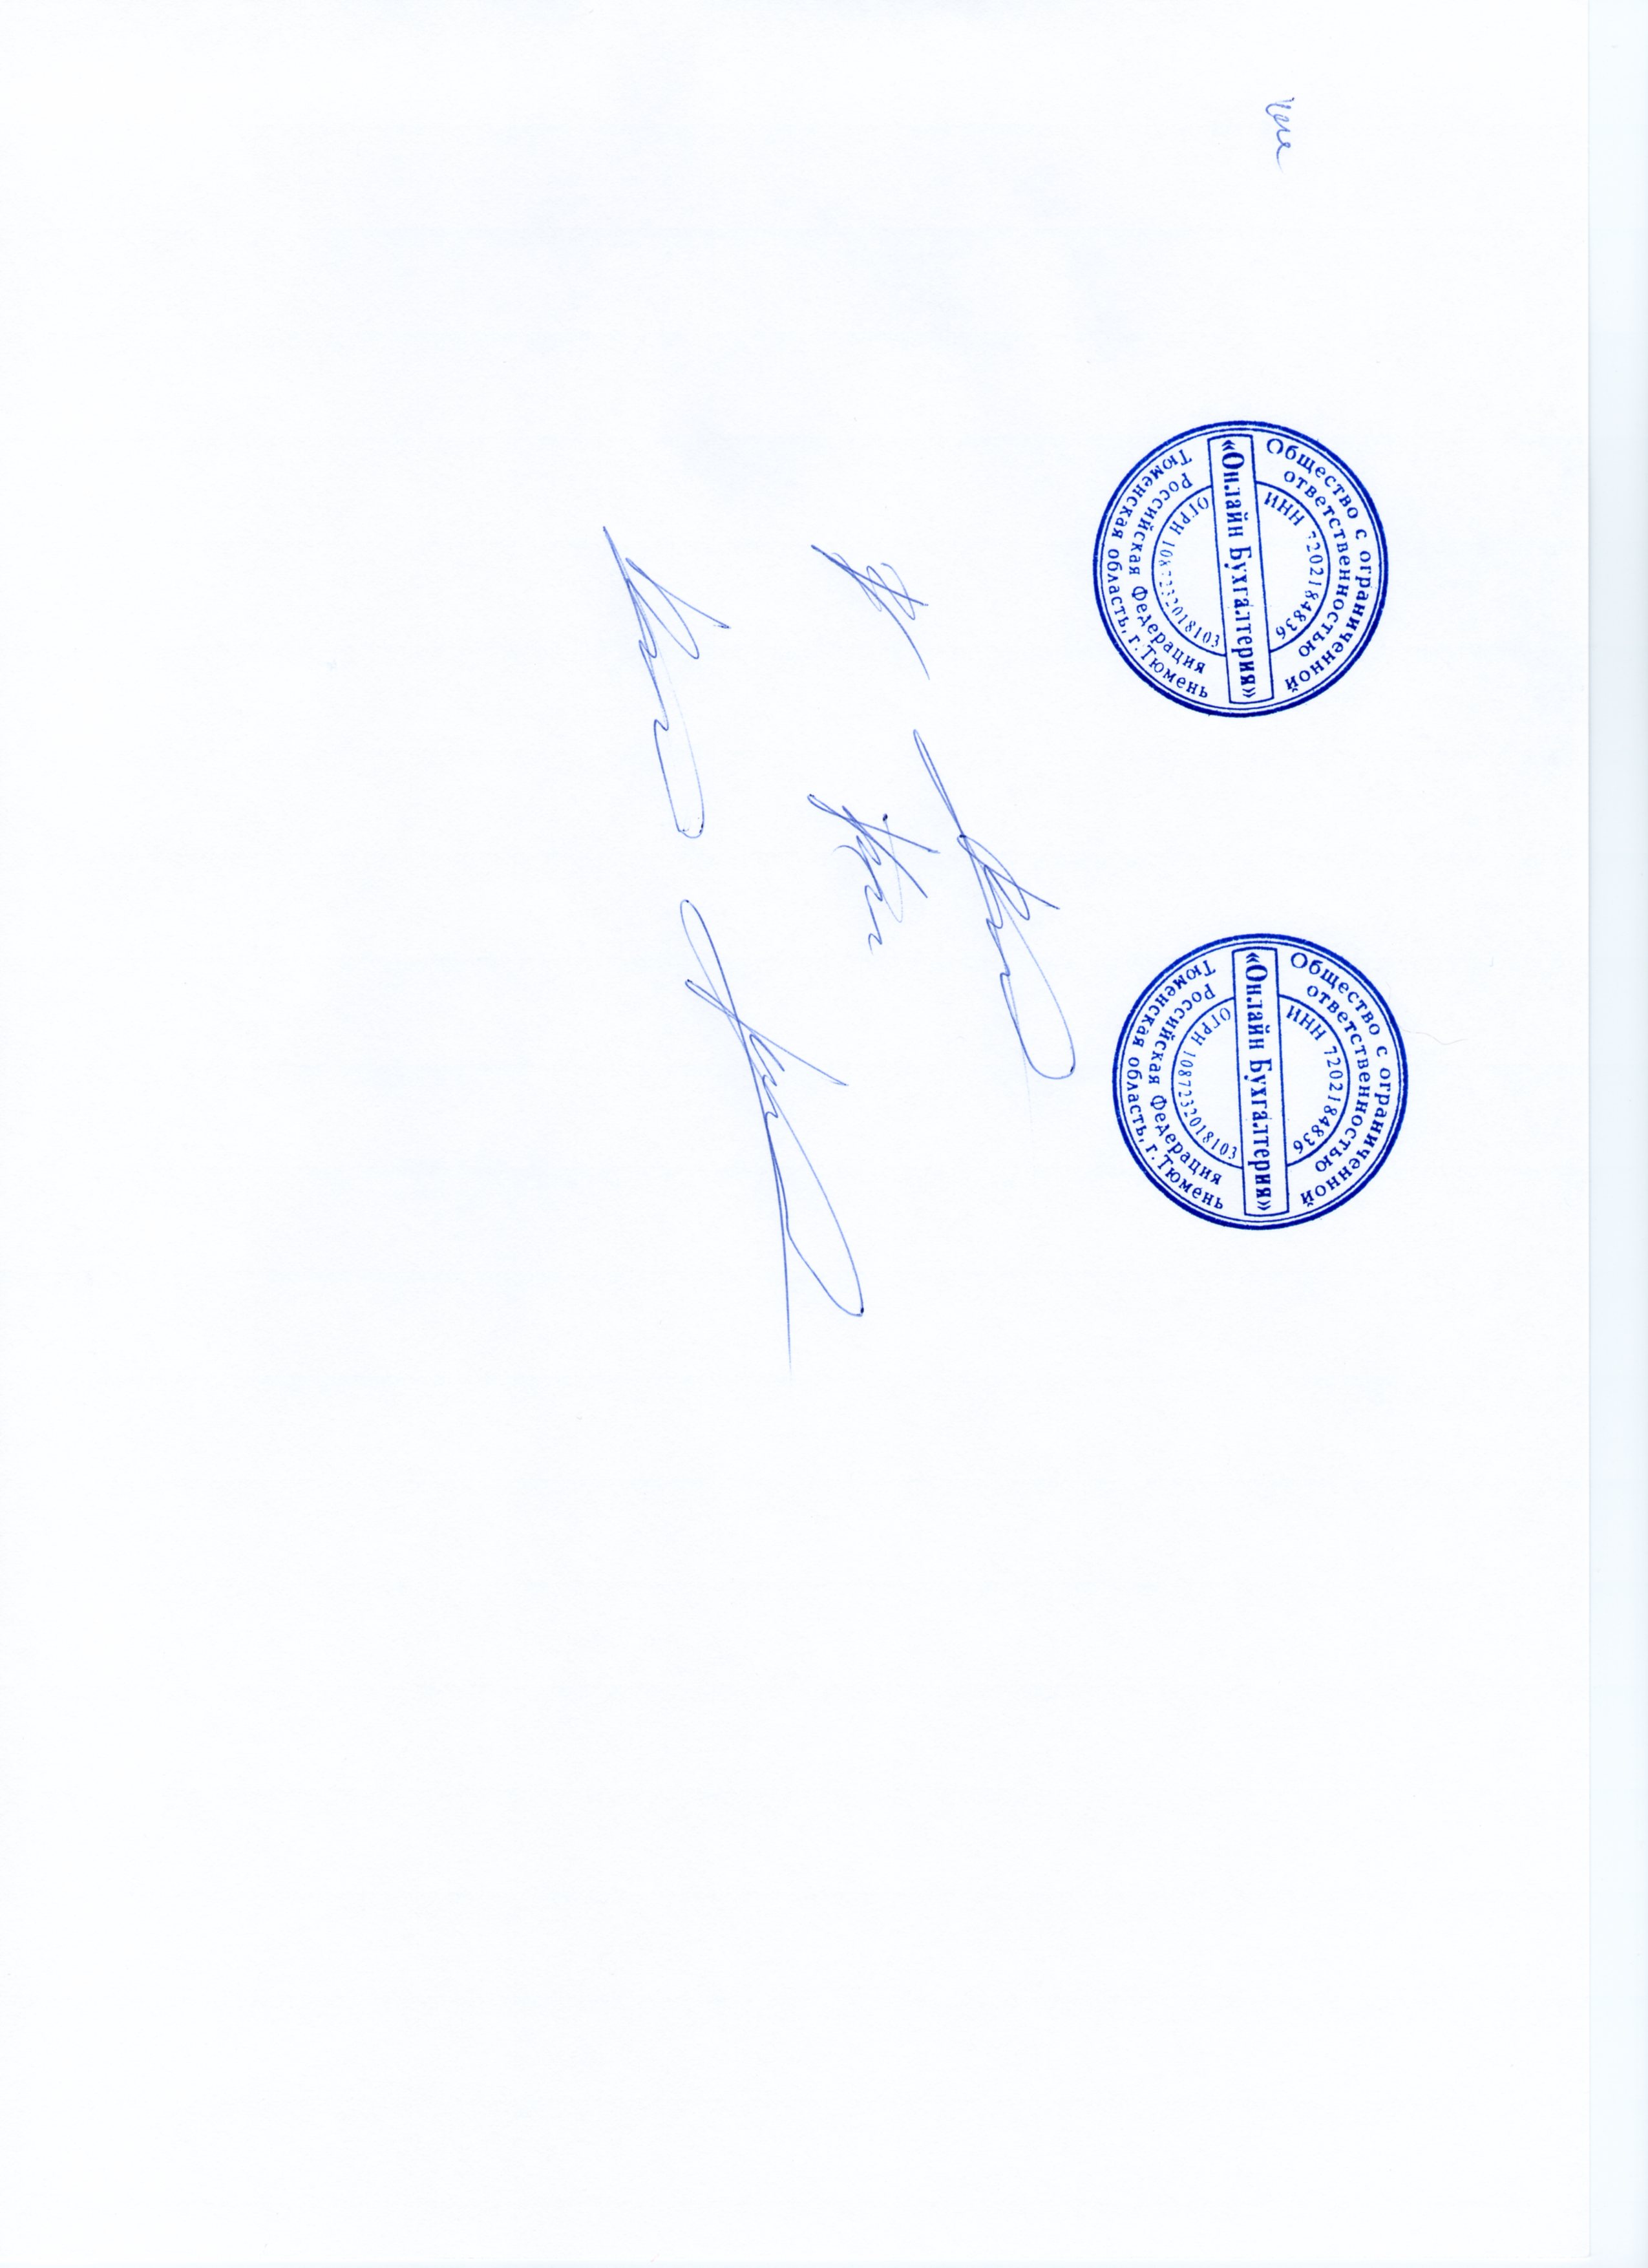 Общество с ограниченной
ответственностью
ИНН 7202184836
«Онлайн Бухгалтерия»
ОГРН 1087232018103
Российская Федерация
Тюменская область, г.Тюмень
Общество с ограниченной
ответственностью
ИНН 7202184836
«Онлайн Бухгалтерия»
ОГРН 1087232018103
Российская Федерация
Тюменская область, г.Тюмень